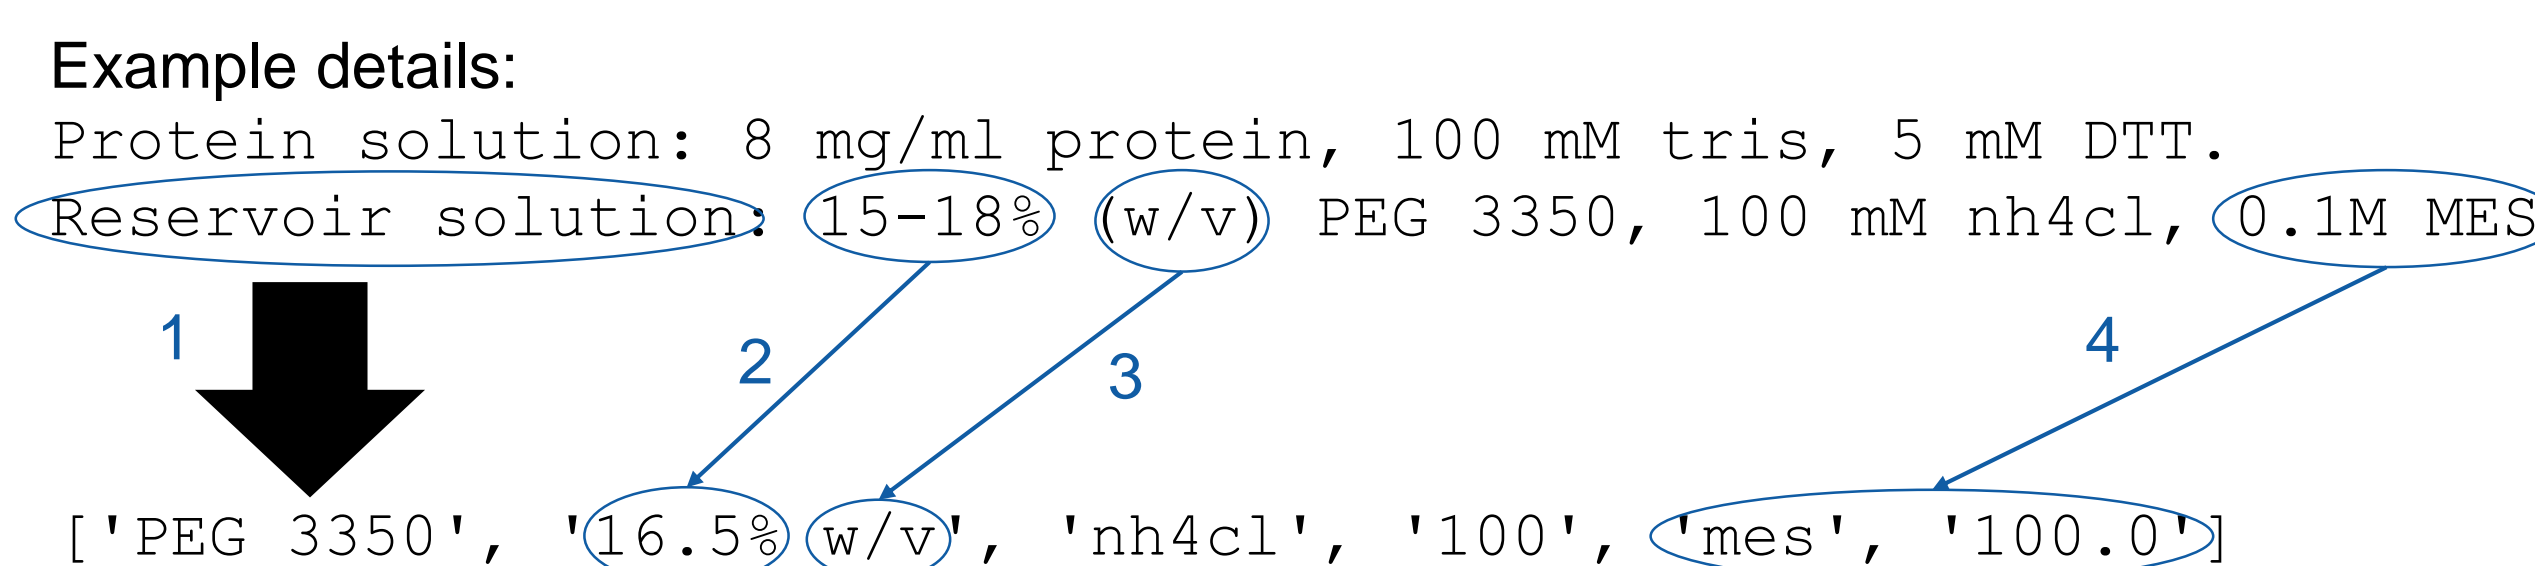 Example details:
Protein solution: 8 mg/ml protein, 100 mM tris, 5 mM DTT.
Reservoir solution: 15-18% (w/v) PEG 3350, 100 mM nh4cl, 0.1M MES
1
2
3
4
['PEG 3350', '16.5% w/v', 'nh4cl', '100', 'mes', '100.0']